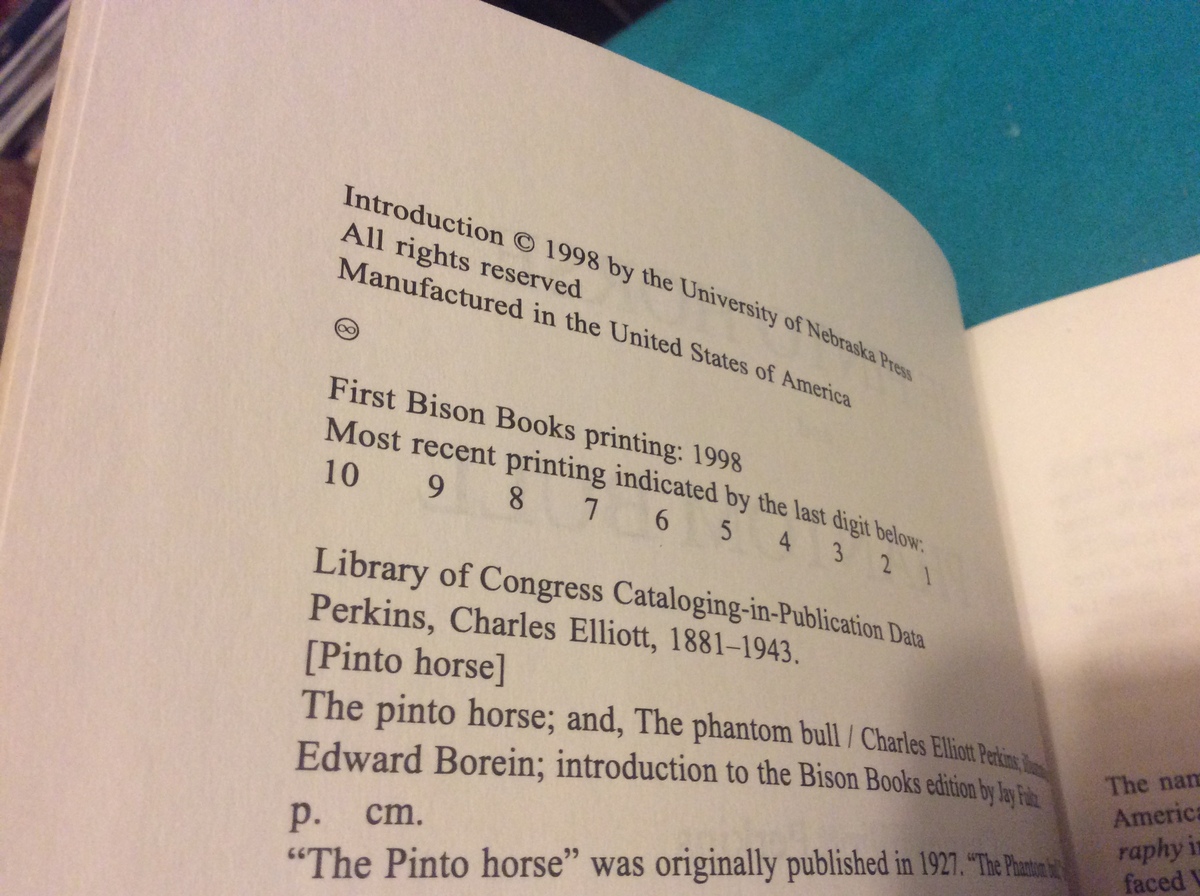 Introduction © 1998 by the University of Nebraska Press
All rights reserved
Manufactured in the United States of America
♾
First Bison Books printing: 1998
Most recent printing indicated by the last digit below:
10 9 8 7 6 5 4 3 2 1
Library of Congress Cataloging-in-Publication Data
Perkins, Charles Elliott, 1881–1943.
[Pinto horse]
The pinto horse; and, The phantom bull / Charles Elliott Perkins;
Edward Borein; introduction to the Bison Books edition by Jay
p. cm.
“The Pinto horse” was originally published in 1927. “The Phantom
The nam
America
raphy i
faced